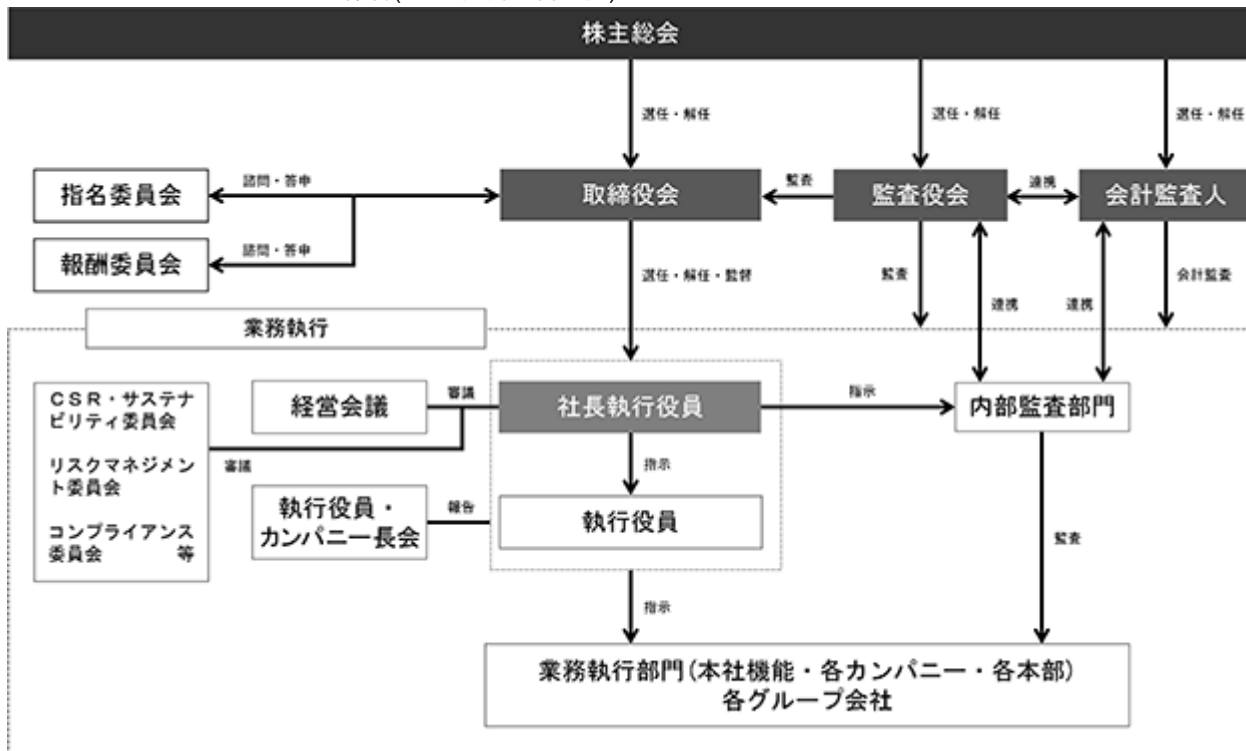 株主総会
選任・解任
選任・解任
選任・解任
指名委員会
諮問・答申
取締役会
監査
監査役会
連携
会計監査人
報酬委員会
諮問・答申
選任・解任・監督
監査
連携
連携
会計監査
業務執行
CSR・サステナ
ビリティ委員会
リスクマネジメン
ト委員会
コンプライアンス
委員会 等
経営会議
審議
社長執行役員
指示
内部監査部門
審議
指示
執行役員・
カンパニー長会
報告
執行役員
監査
指示
業務執行部門(本社機能・各カンパニー・各本部)
各グループ会社